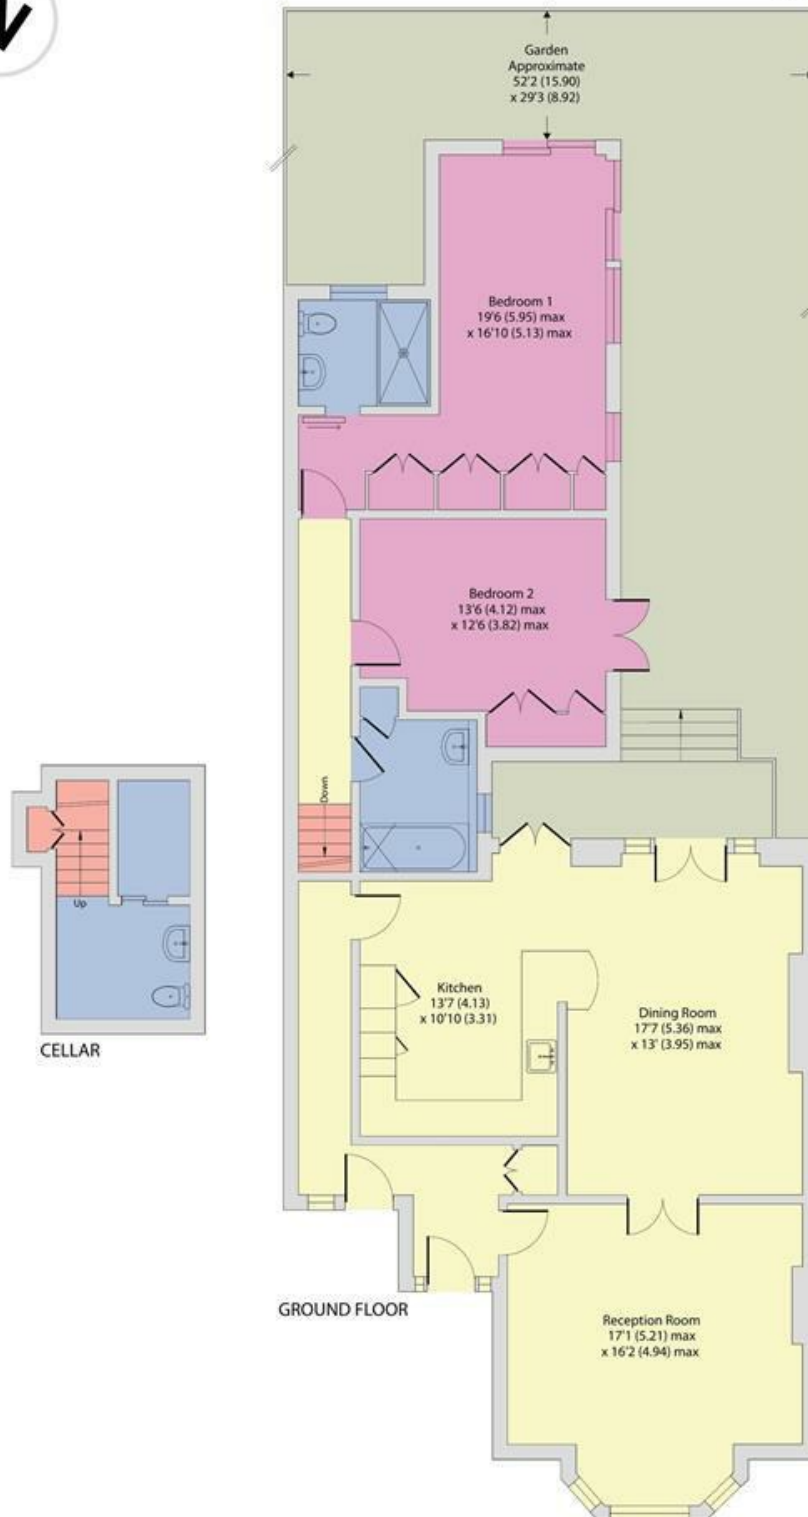 N
Garden
Approximate
52'2 (15.90)
x 29'3 (8.92)
Bedroom 1
19'6 (5.95) max
x 16'10 (5.13) max
Bedroom 2
13'6 (4.12) max
x 12'6 (3.82) max
Down
Up
CELLAR
Kitchen
13'7 (4.13)
x 10'10 (3.31)
Dining Room
17'7 (5.36) max
x 13' (3.95) max
GROUND FLOOR
Reception Room
17'1 (5.21) max
x 16'2 (4.94) max